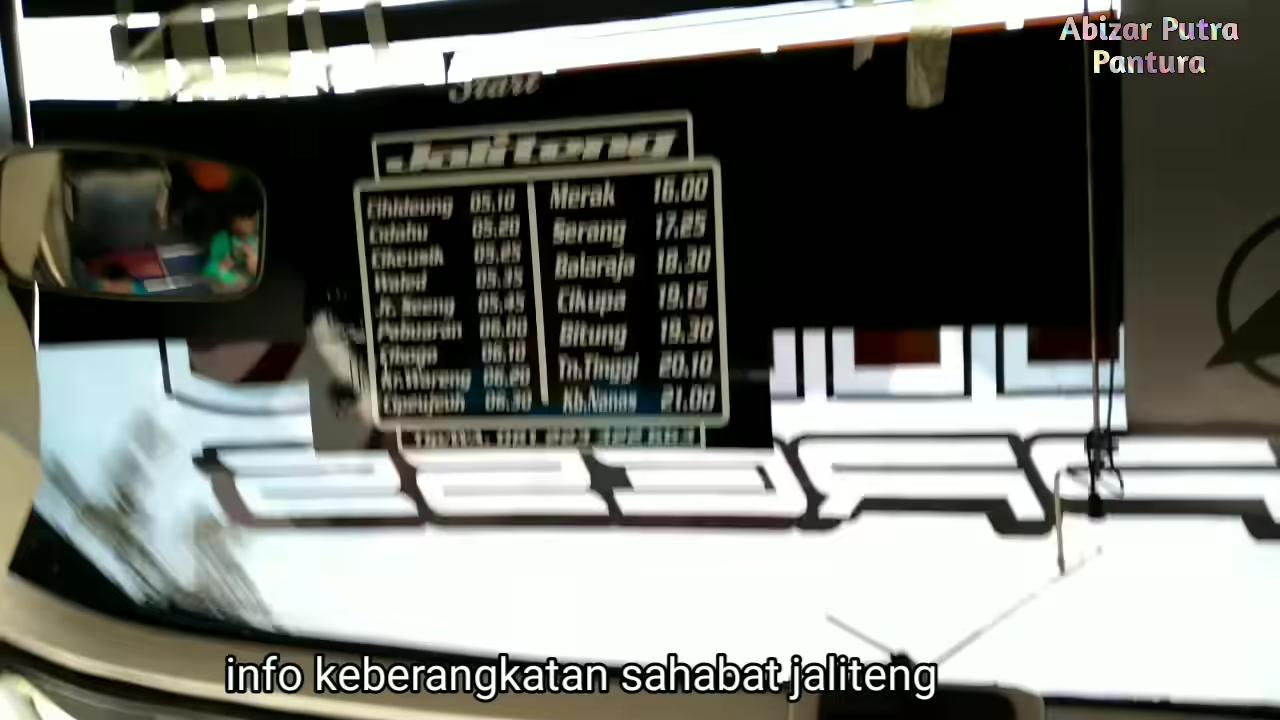 Abizar Putra
Pantura
Start
Jaliteng
Cihideung 05.10
Cidahu 05.20
Cikeusik 05.25
Waled 05.35
05.45
Pabuaran 06.00
Ciboga 06.10
Kr.Wareng 06.20
Cipeujeuh 06.30
Merak 16.00
Serang 17.25
Balaraja 18.30
Cikupa 19.15
Bitung 19.30
Tn.Tinggi 20.10
Kb.Nanas 21.00
info keberangkatan sahabat jaliteng